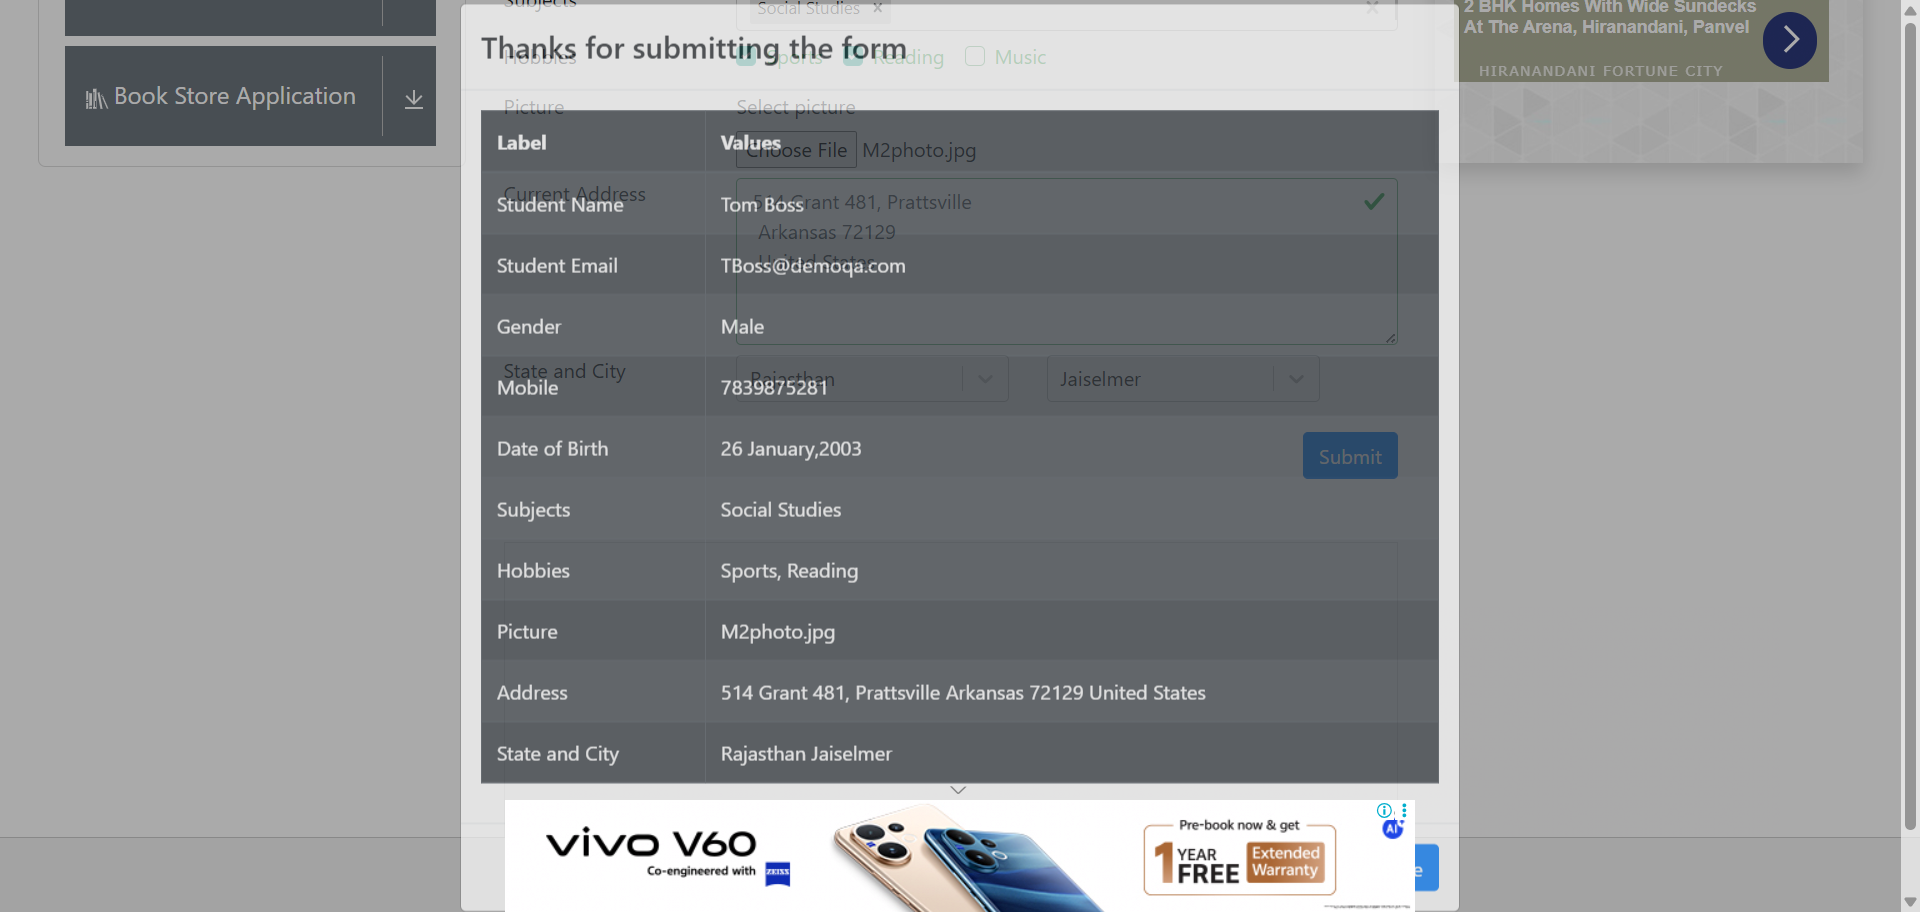 Book Store Application
Subjects
Social Studies ×
Thanks for submitting the form
Hobbies
Sports
Reading
Music
Picture
Select picture
Choose File M2photo.jpg
Current Address
514 Grant 481, Prattsville
Arkansas 72129
United States
State and City
Rajasthan
Jaiselmer
Submit
Label Values
Student Name Tom Boss
Student Email TBoss@demoqa.com
Gender Male
Mobile 7839875281
Date of Birth 26 January,2003
Subjects Social Studies
Hobbies Sports, Reading
Picture M2photo.jpg
Address 514 Grant 481, Prattsville Arkansas 72129 United States
State and City Rajasthan Jaiselmer
2 BHK Homes With Wide Sundecks
At The Arena, Hiranandani, Panvel
HIRANANDANI FORTUNE CITY
vivo V60
Co-engineered with ZEISS
Pre-book now & get
1 YEAR FREE Extended Warranty
AI
e